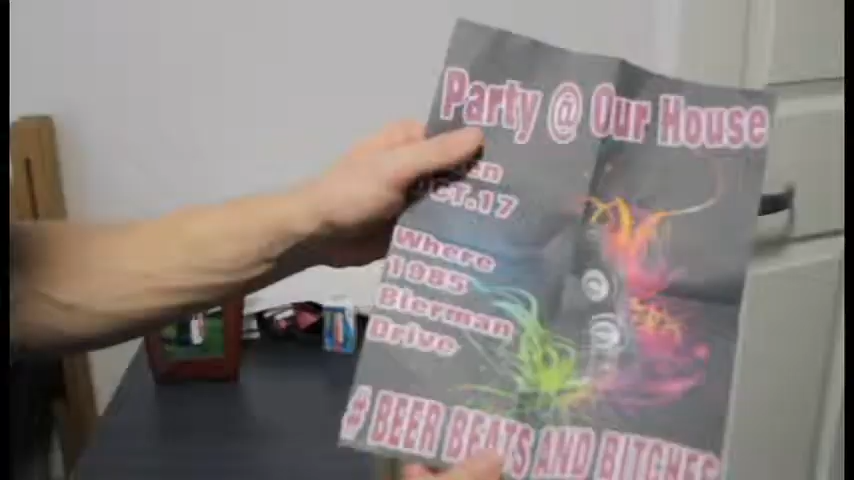 Party @ Our House
OCT.17
Where
1985
Bierman
Drive
# BEER BEATS AND BITCHES